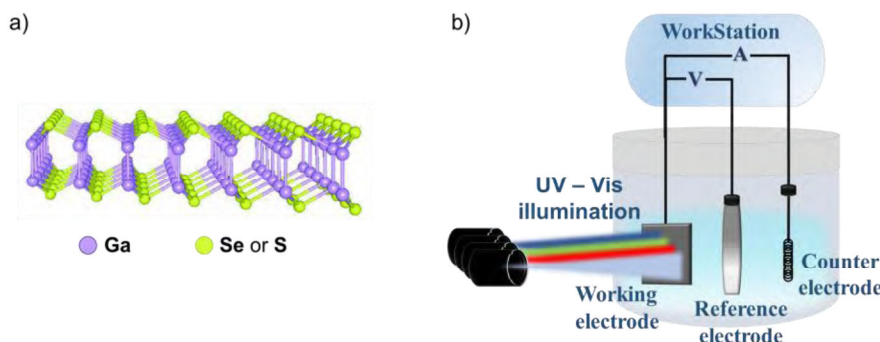 a)
Ga
Se or S
b)
WorkStation
A
V
UV – Vis
illumination
Working
electrode
Reference
electrode
Counter
electrode